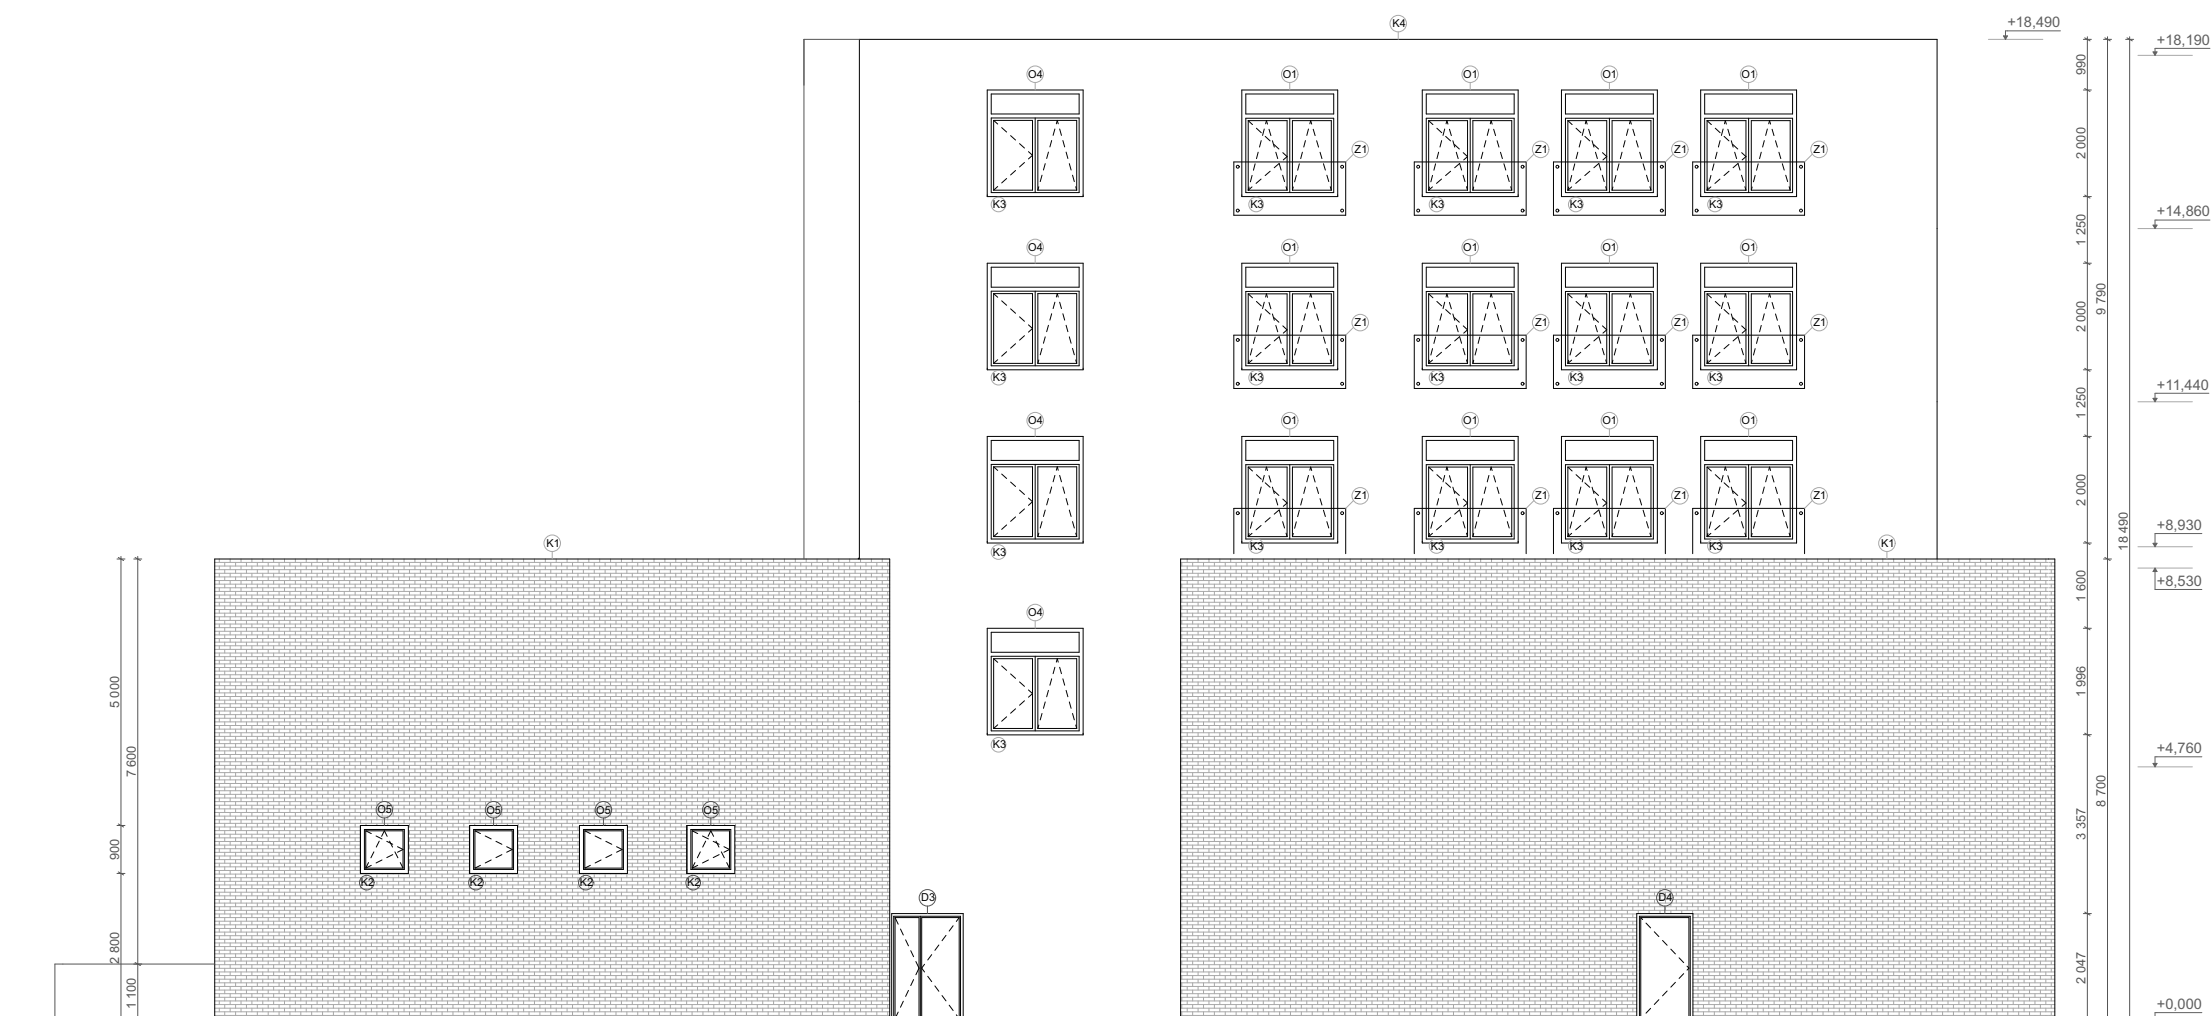 K4
+18,490
+18,190
990
O4
O1
O1
O1
O1
2 000
Z1
Z1
Z1
Z1
K3
K3
K3
K3
K3
+14,860
1 250
O4
O1
O1
O1
O1
9 790
2 000
Z1
Z1
Z1
Z1
K3
K3
K3
K3
K3
+11,440
1 250
O4
O1
O1
O1
O1
2 000
Z1
Z1
Z1
Z1
18 490
+8,930
K1
K3
K3
K3
K3
K3
K1
+8,530
1 600
O4
5 000
1 996
K3
+4,760
7 600
8 700
O5
O5
O5
O5
3 357
900
K2
K2
K2
K2
D3
D4
2 800
2 047
1 100
+0,000